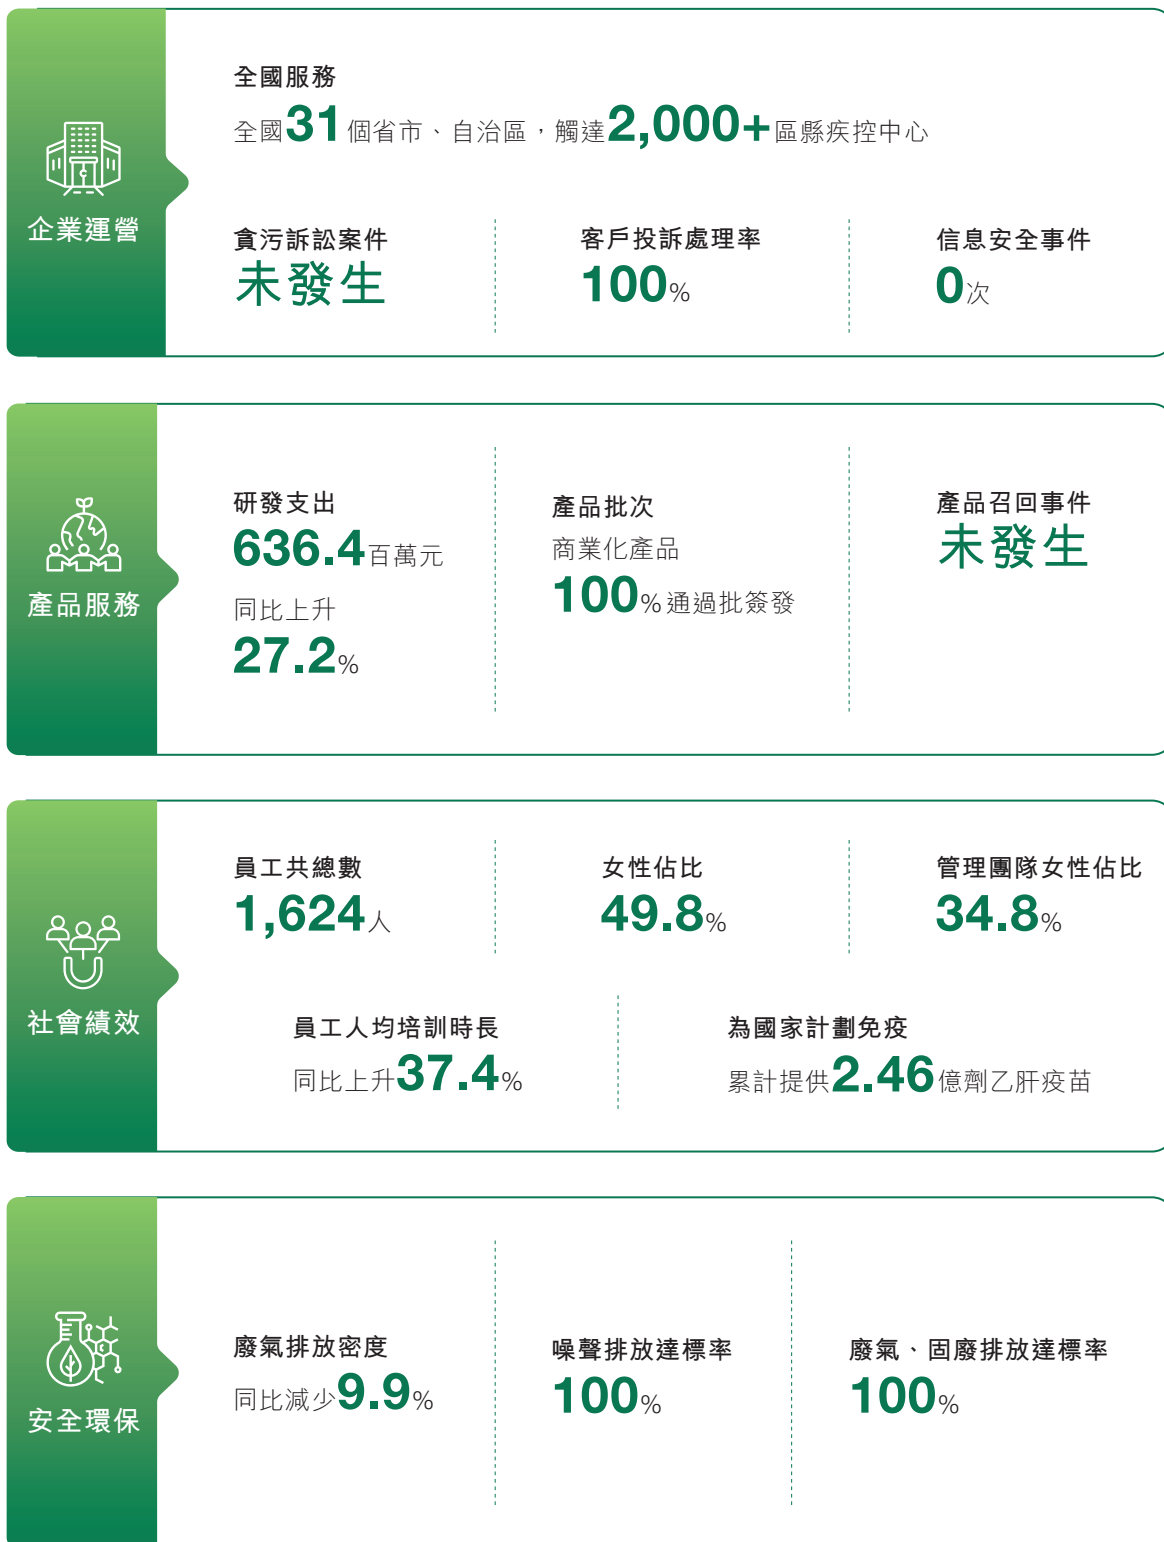 企業運營
全國服務
全國31個省市、自治區，觸達2,000+區縣疾控中心
貪污訴訟案件
未發生
客戶投訴處理率
100%
信息安全事件
0次
產品服務
研發支出
636.4百萬元
同比上升
27.2%
產品批次
商業化產品
100%通過批簽發
產品召回事件
未發生
社會績效
員工共總數
1,624人
女性佔比
49.8%
管理團隊女性佔比
34.8%
員工人均培訓時長
同比上升37.4%
為國家計劃免疫
累計提供2.46億劑乙肝疫苗
安全環保
廢氣排放密度
同比減少9.9%
噪聲排放達標率
100%
廢氣、固廢排放達標率
100%